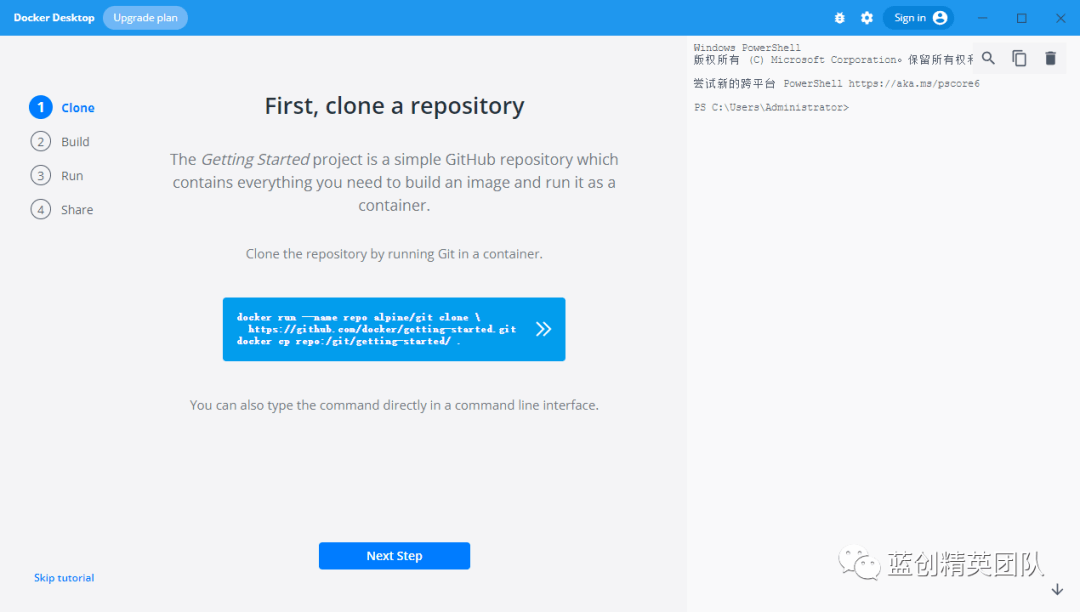 Docker Desktop
Upgrade plan
Sign in
1 Clone
2 Build
3 Run
4 Share
First, clone a repository
The Getting Started project is a simple GitHub repository which
contains everything you need to build an image and run it as a
container.
Clone the repository by running Git in a container.
docker run --name repo alpine/git clone \
https://github.com/docker/getting-started.git
docker cp repo:/git/getting-started/ .
You can also type the command directly in a command line interface.
Next Step
Skip tutorial
Windows PowerShell
版权所有 (C) Microsoft Corporation。保留所有权利
尝试新的跨平台 PowerShell https://aka.ms/pscore6
PS C:\Users\Administrator>
蓝创精英团队